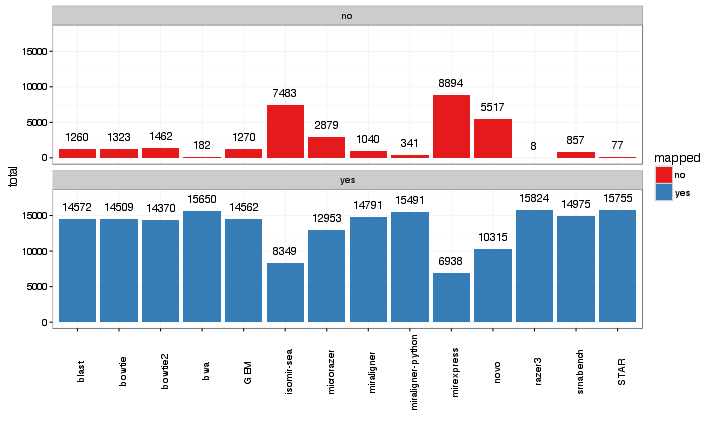 no
15000
10000
5000
0
1260 1323 1462 182 1270 7483 2879 1040 341 8894 5517 8 857 77
total
mapped
no
yes
yes
15000
10000
5000
0
14572 14509 14370 15650 14562 8349 12953 14791 15491 6938 10315 15824 14975 15755
blast
bowtie
bowtie2
bwa
GEM
isomir-sea
microrazer
miraligner
miraligner-python
mirexpress
novo
razer3
srnabench
STAR